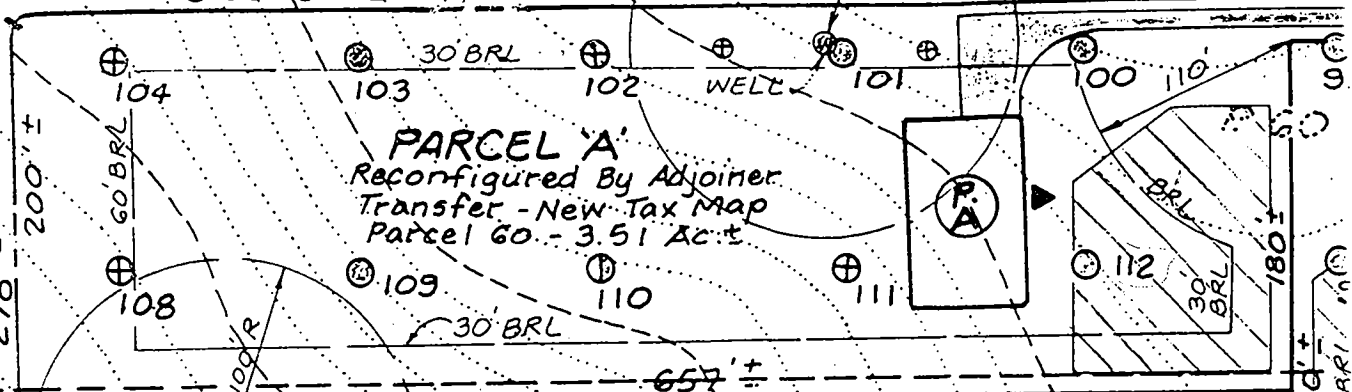 104
103
30' BRL
102
WELL
101
100
110'
200' ±
60' BRL
PARCEL 'A'
Reconfigured By Adjoiner
Transfer - New Tax Map
Parcel 60 - 3.51 Ac. ±
P.
A
BRL
180' ±
108
109
110
111
112
30'
BRL
100' R
30' BRL
657' ±
BRL